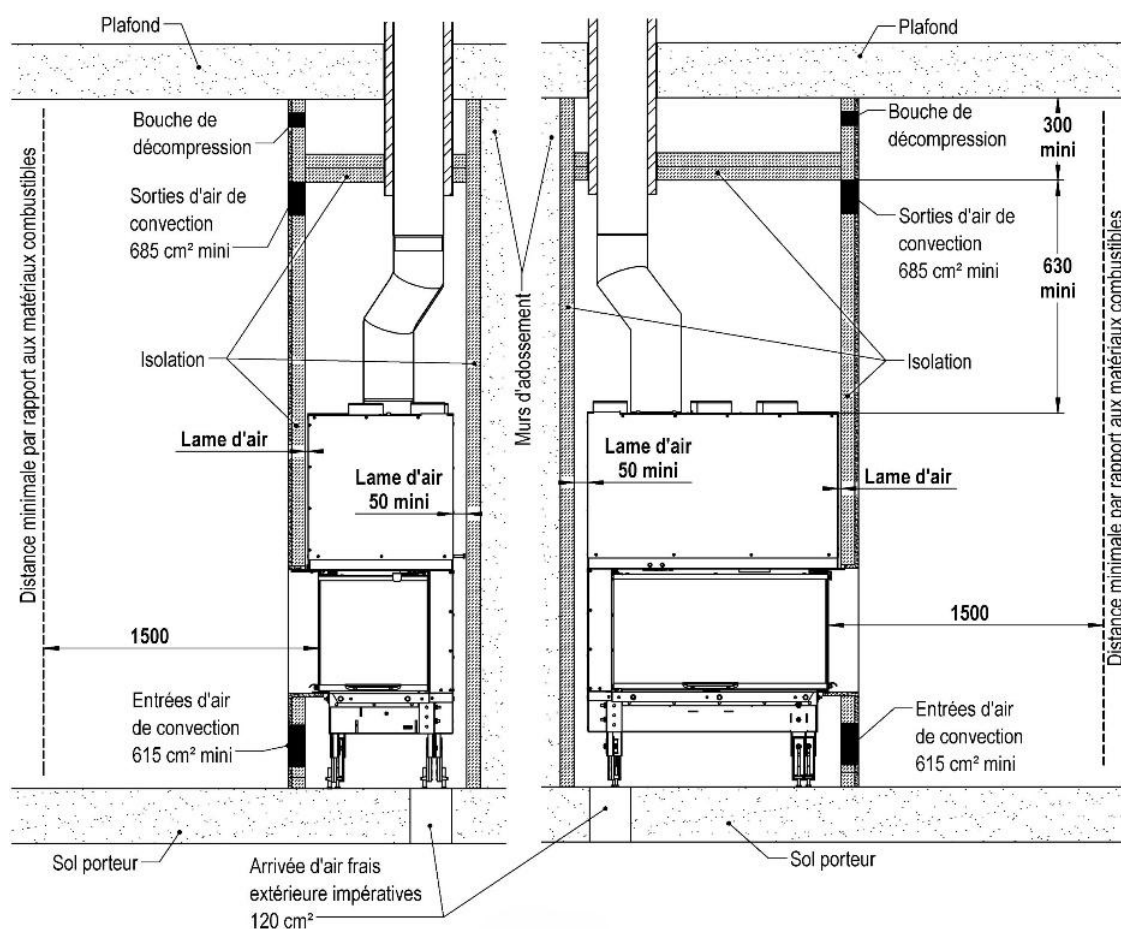 Plafond
Plafond
Bouche de
décompression
Bouche de
décompression
300
mini
Sorties d'air de
convection
685 cm² mini
Sorties d'air de
convection
685 cm² mini
630
mini
Distance minimale par rapport aux matériaux combustibles
Murs d'adossement
Distance minimale par rapport aux matériaux combustibles
Isolation
Isolation
Lame d'air
Lame d'air
50 mini
Lame d'air
50 mini
Lame d'air
1500
1500
Entrées d'air
de convection
615 cm² mini
Entrées d'air
de convection
615 cm² mini
Sol porteur
Sol porteur
Arrivée d'air frais
extérieure impératives
120 cm²